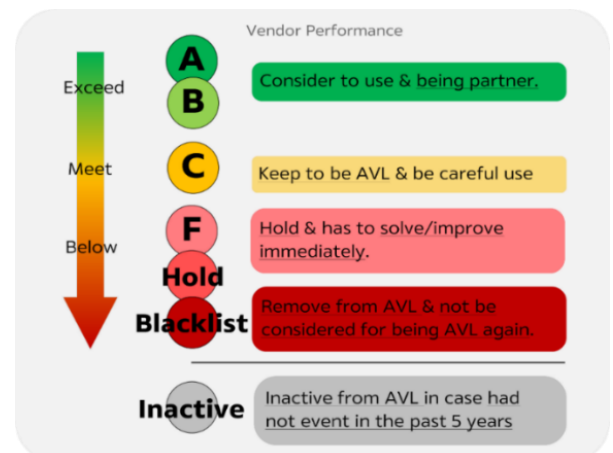 Vendor Performance
A
Exceed
B
Consider to use & being partner.
Meet
C
Keep to be AVL & be careful use
F
Below
Hold
Hold & has to solve/improve
immediately.
Blacklist
Remove from AVL & not be
considered for being AVL again.
Inactive
Inactive from AVL in case had
not event in the past 5 years